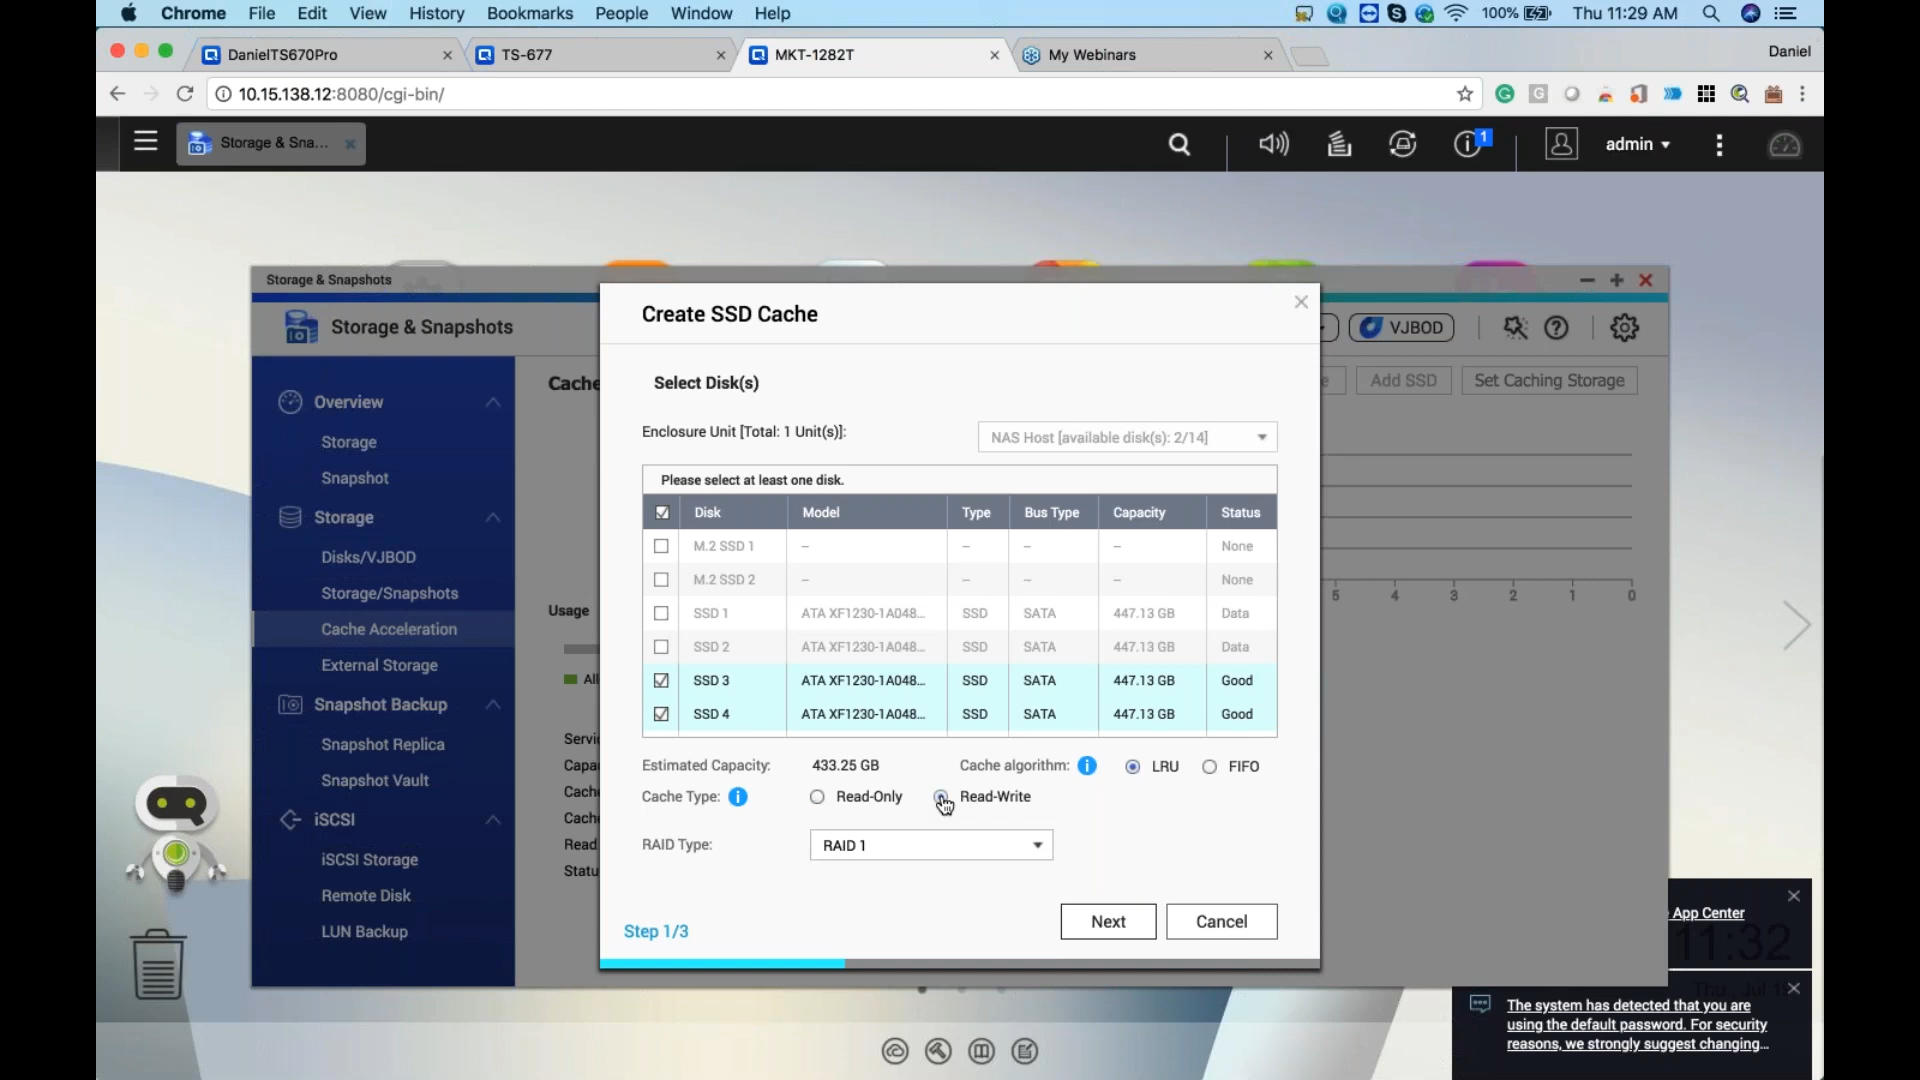 Chrome File Edit View History Bookmarks People Window Help 100% Thu 11:29 AM
DanielTS670Pro TS-677 MKT-1282T My Webinars Daniel
10.15.138.12:8080/cgi-bin/
Storage & Sna... 1 admin
Storage & Snapshots
Storage & Snapshots VJBOD
Create SSD Cache
Overview
Storage
Snapshot
Storage
Disks/VJBOD
Storage/Snapshots
Cache Acceleration
External Storage
Snapshot Backup
Snapshot Replica
Snapshot Vault
iSCSI
iSCSI Storage
Remote Disk
LUN Backup
Cache
Add SSD Set Caching Storage
Usage
5 4 3 2 1 0
Select Disk(s)
Enclosure Unit [Total: 1 Unit(s)]: NAS Host [available disk(s): 2/14]
Please select at least one disk.
Disk Model Type Bus Type Capacity Status
M.2 SSD 1 – – – – None
M.2 SSD 2 – – – – None
SSD 1 ATA XF1230-1A048... SSD SATA 447.13 GB Data
SSD 2 ATA XF1230-1A048... SSD SATA 447.13 GB Data
SSD 3 ATA XF1230-1A048... SSD SATA 447.13 GB Good
SSD 4 ATA XF1230-1A048... SSD SATA 447.13 GB Good
Estimated Capacity: 433.25 GB Cache algorithm: LRU FIFO
Cache Type: Read-Only Read-Write
RAID Type: RAID 1
Step 1/3 Next Cancel
App Center
11:32
The system has detected that you are
using the default password. For security
reasons, we strongly suggest changing...